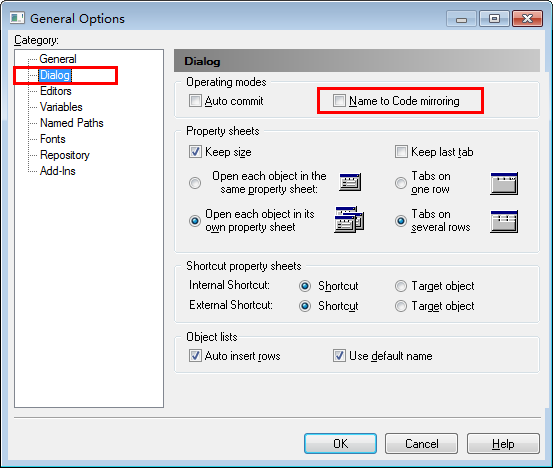 General Options
Category:
General
Dialog
Editors
Variables
Named Paths
Fonts
Repository
Add-Ins
Dialog
Operating modes
Auto commit
Name to Code mirroring
Property sheets
Keep size
Keep last tab
Open each object in the
same property sheet:
Tabs on
one row
Open each object in its
own property sheet
Tabs on
several rows
Shortcut property sheets
Internal Shortcut:
Shortcut
Target object
External Shortcut:
Shortcut
Target object
Object lists
Auto insert rows
Use default name
OK
Cancel
Help